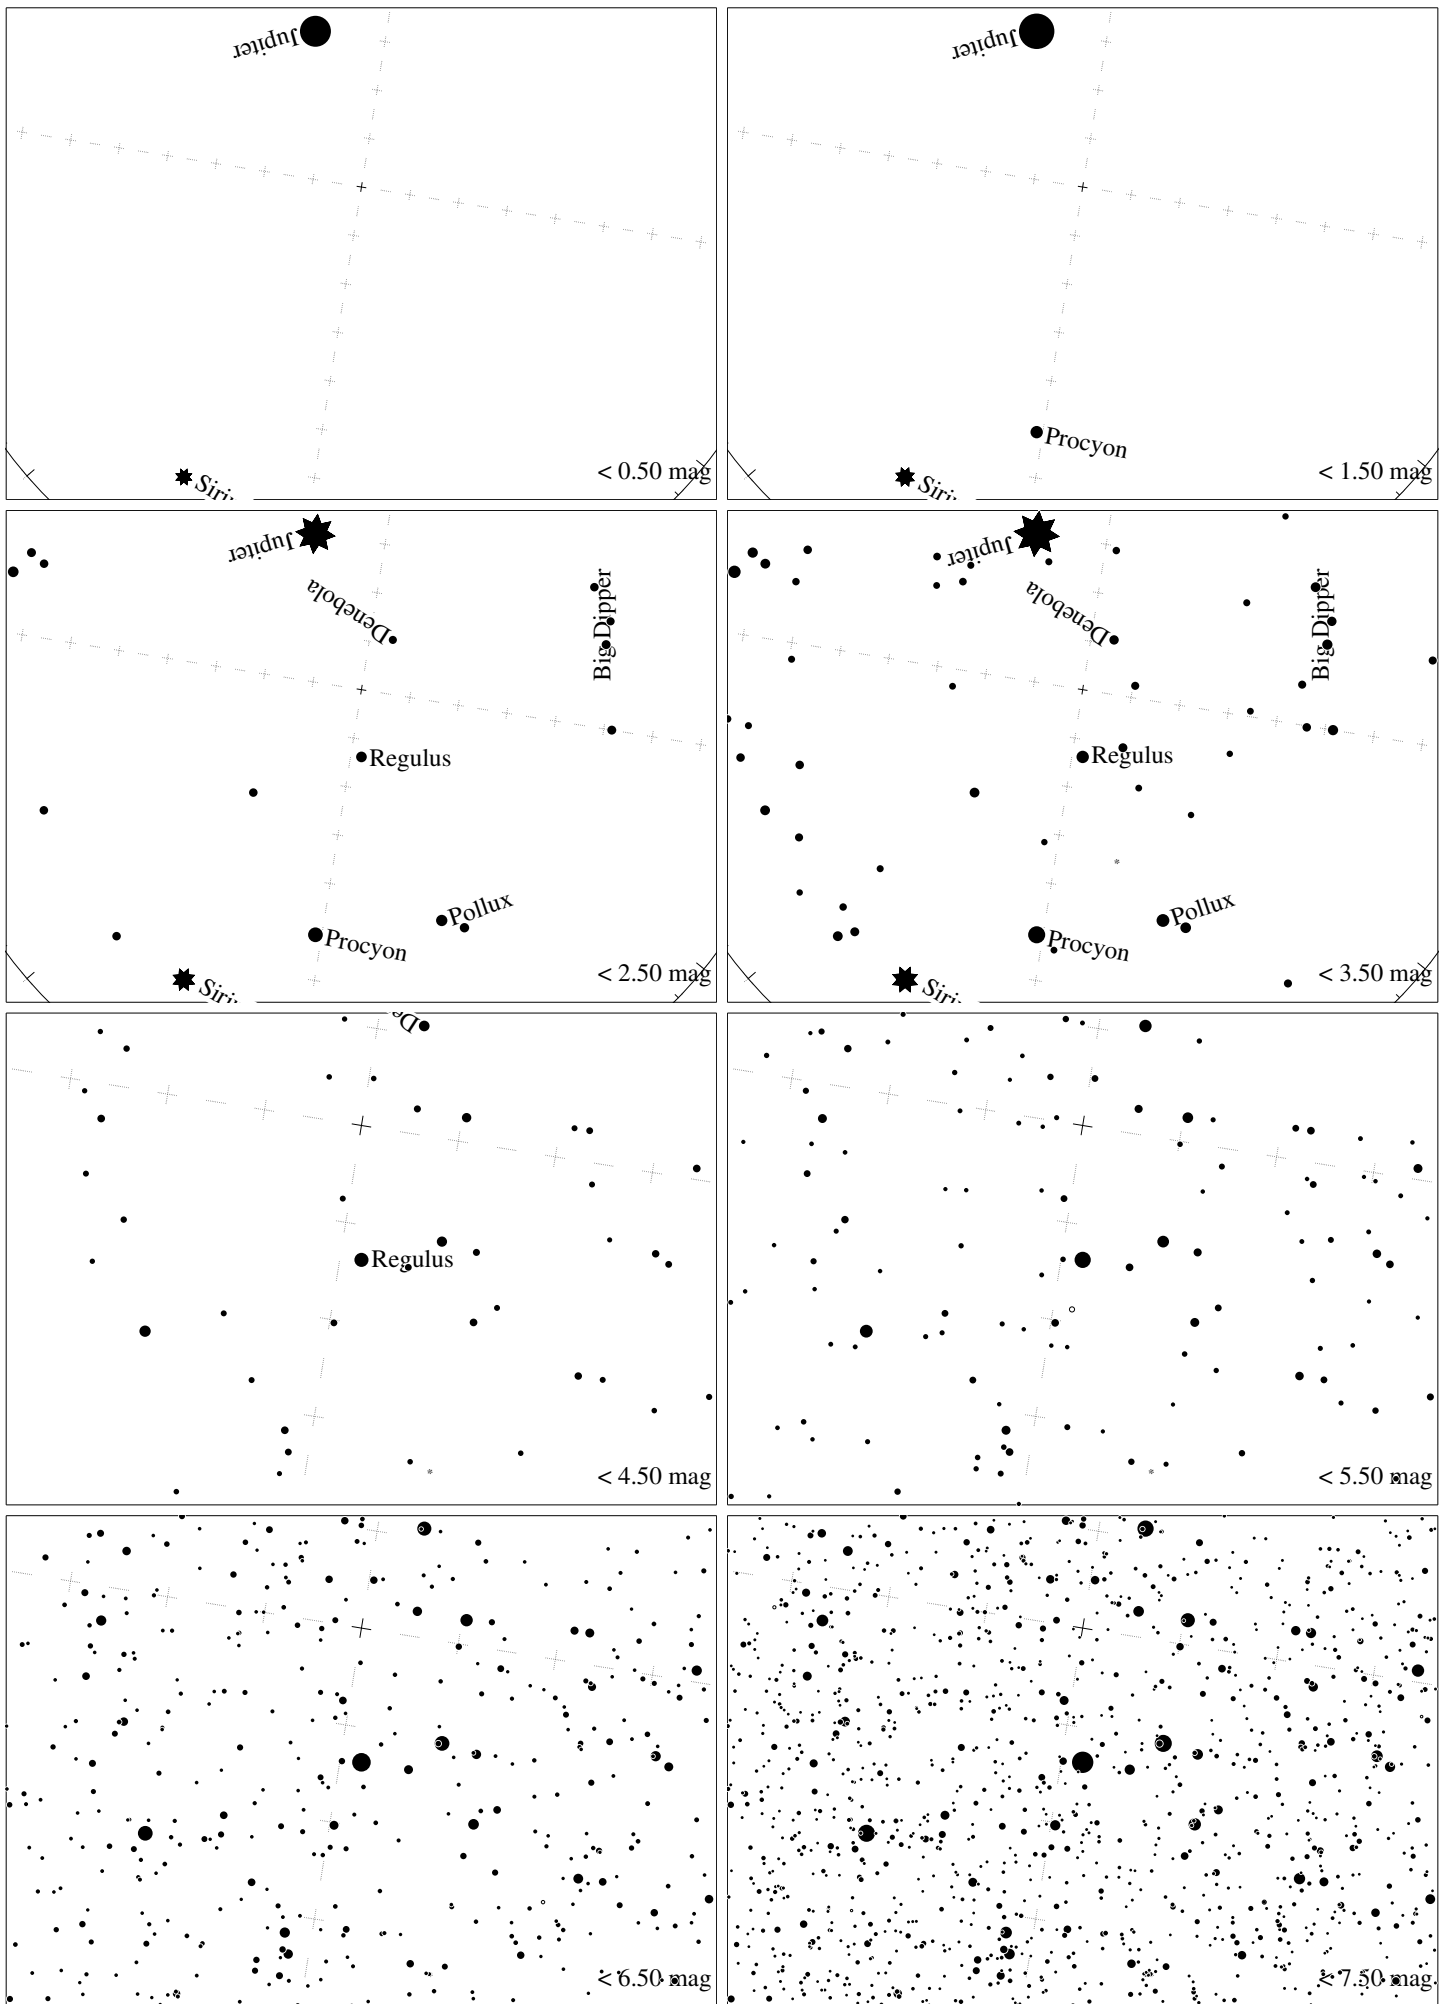 Jupiter
Siri
< 0.50 mag
Jupiter
Procyon
Siri
< 1.50 mag
Jupiter
Denebola
Big Dipper
Regulus
Pollux
Procyon
Siri
< 2.50 mag
Jupiter
Denebola
Big Dipper
Regulus
Pollux
Procyon
Siri
< 3.50 mag
De
Regulus
< 4.50 mag
< 5.50 mag
< 6.50 mag
< 7.50 mag